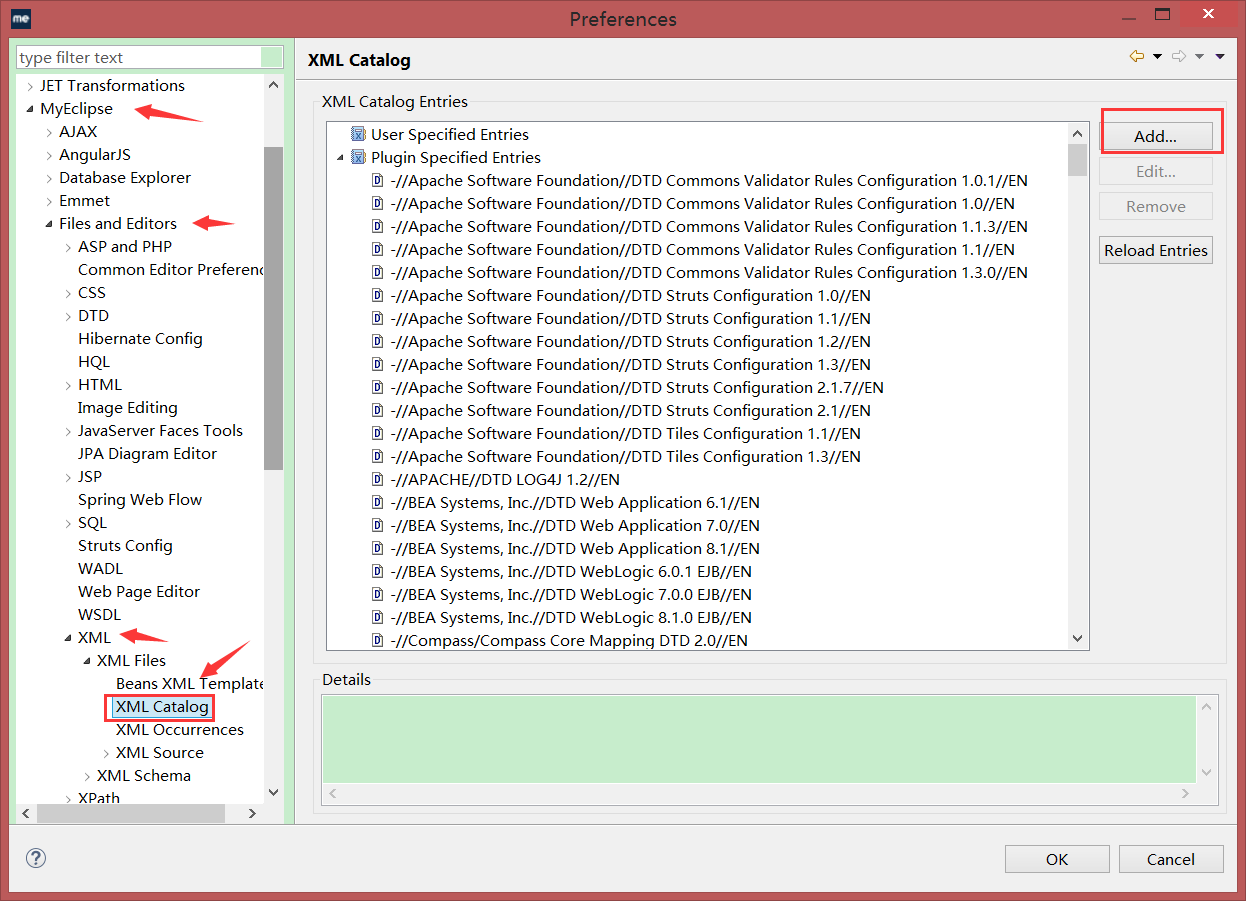 me
Preferences
type filter text
JET Transformations
MyEclipse
AJAX
AngularJS
Database Explorer
Emmet
Files and Editors
ASP and PHP
Common Editor Preferenc
CSS
DTD
Hibernate Config
HQL
HTML
Image Editing
JavaServer Faces Tools
JPA Diagram Editor
JSP
Spring Web Flow
SQL
Struts Config
WADL
Web Page Editor
WSDL
XML
XML Files
Beans XML Template
XML Catalog
XML Occurrences
XML Source
XML Schema
XPath
XML Catalog
XML Catalog Entries
User Specified Entries
Plugin Specified Entries
-//Apache Software Foundation//DTD Commons Validator Rules Configuration 1.0.1//EN
-//Apache Software Foundation//DTD Commons Validator Rules Configuration 1.0//EN
-//Apache Software Foundation//DTD Commons Validator Rules Configuration 1.1.3//EN
-//Apache Software Foundation//DTD Commons Validator Rules Configuration 1.1//EN
-//Apache Software Foundation//DTD Commons Validator Rules Configuration 1.3.0//EN
-//Apache Software Foundation//DTD Struts Configuration 1.0//EN
-//Apache Software Foundation//DTD Struts Configuration 1.1//EN
-//Apache Software Foundation//DTD Struts Configuration 1.2//EN
-//Apache Software Foundation//DTD Struts Configuration 1.3//EN
-//Apache Software Foundation//DTD Struts Configuration 2.1.7//EN
-//Apache Software Foundation//DTD Struts Configuration 2.1//EN
-//Apache Software Foundation//DTD Tiles Configuration 1.1//EN
-//Apache Software Foundation//DTD Tiles Configuration 1.3//EN
-//APACHE//DTD LOG4J 1.2//EN
-//BEA Systems, Inc.//DTD Web Application 6.1//EN
-//BEA Systems, Inc.//DTD Web Application 7.0//EN
-//BEA Systems, Inc.//DTD Web Application 8.1//EN
-//BEA Systems, Inc.//DTD WebLogic 6.0.1 EJB//EN
-//BEA Systems, Inc.//DTD WebLogic 7.0.0 EJB//EN
-//BEA Systems, Inc.//DTD WebLogic 8.1.0 EJB//EN
-//Compass/Compass Core Mapping DTD 2.0//EN
Add...
Edit...
Remove
Reload Entries
Details
OK
Cancel